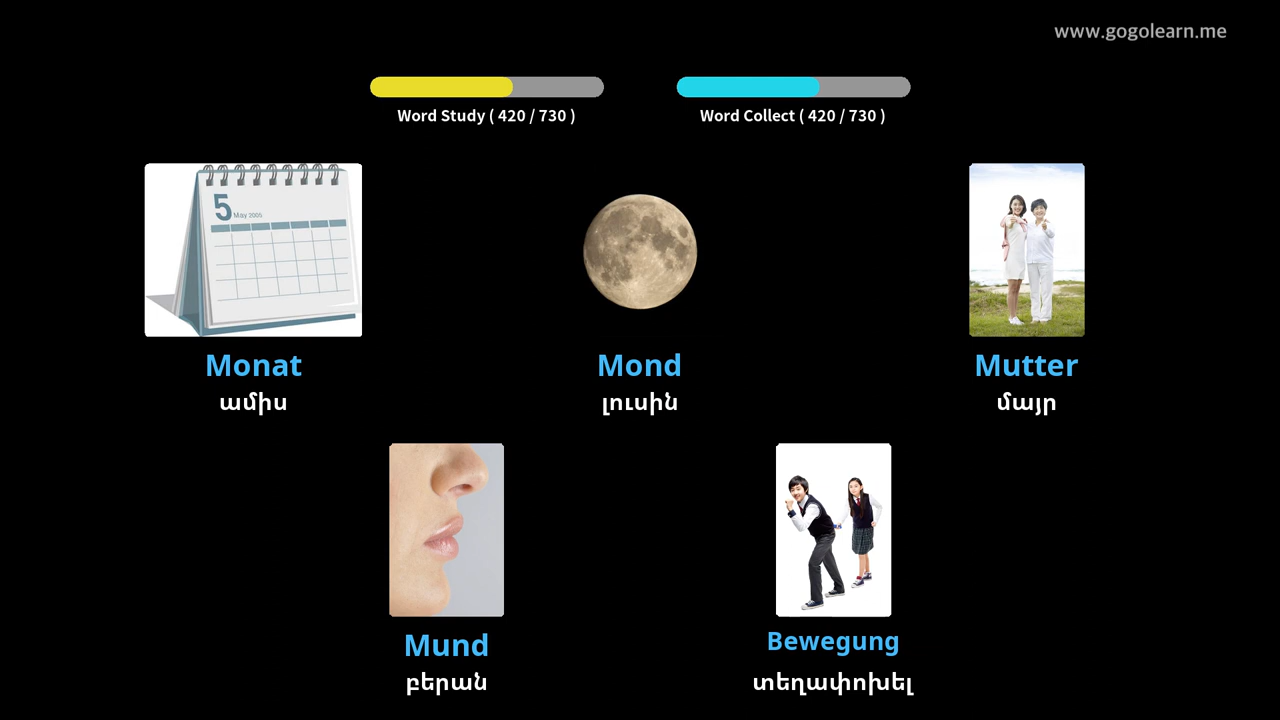 www.gogolearn.me
Word Study ( 420 / 730 )
Word Collect ( 420 / 730 )
5 May 2005
Monat
ամիս
Mond
լուսին
Mutter
մայր
Mund
բերան
Bewegung
տեղափոխել